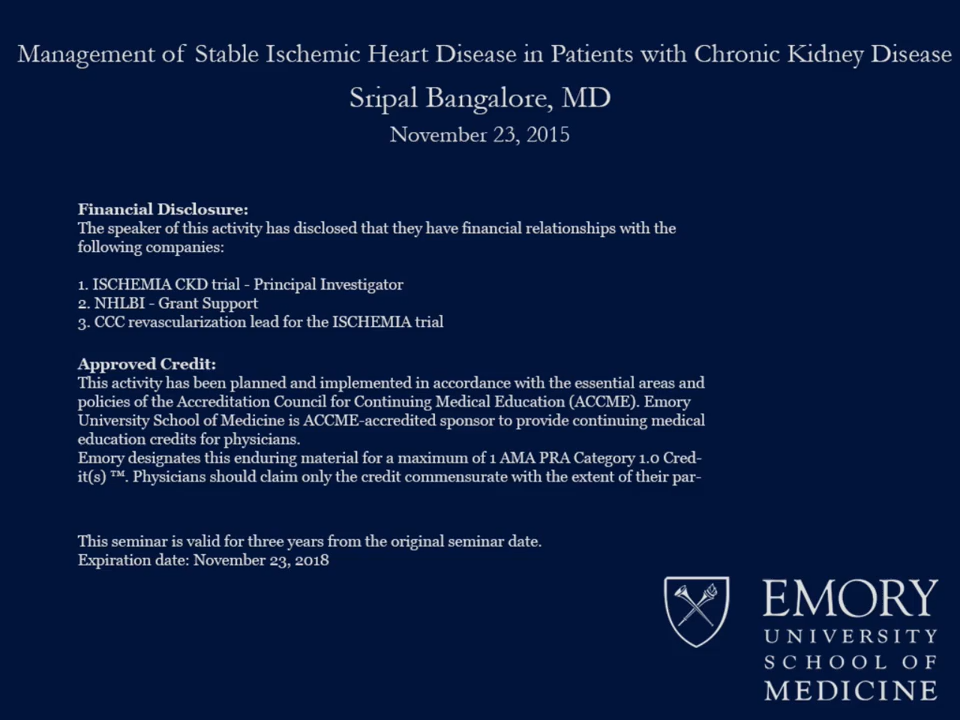 Management of Stable Ischemic Heart Disease in Patients with Chronic Kidney Disease
Sripal Bangalore, MD
November 23, 2015
Financial Disclosure:
The speaker of this activity has disclosed that they have financial relationships with the
following companies:
1. ISCHEMIA CKD trial - Principal Investigator
2. NHLBI - Grant Support
3. CCC revascularization lead for the ISCHEMIA trial
Approved Credit:
This activity has been planned and implemented in accordance with the essential areas and
policies of the Accreditation Council for Continuing Medical Education (ACCME). Emory
University School of Medicine is ACCME-accredited sponsor to provide continuing medical
education credits for physicians.
Emory designates this enduring material for a maximum of 1 AMA PRA Category 1.0 Cred-
it(s) ™. Physicians should claim only the credit commensurate with the extent of their par-
This seminar is valid for three years from the original seminar date.
Expiration date: November 23, 2018
EMORY
UNIVERSITY
SCHOOL OF
MEDICINE